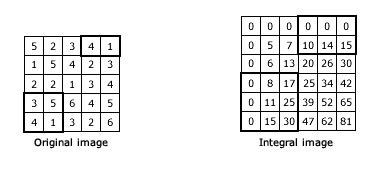 5 2 3 4 1
1 5 4 2 3
2 2 1 3 4
3 5 6 4 5
4 1 3 2 6
Original image
0 0 0 0 0 0
0 5 7 10 14 15
0 6 13 20 26 30
0 8 17 25 34 42
0 11 25 39 52 65
0 15 30 47 62 81
Integral image